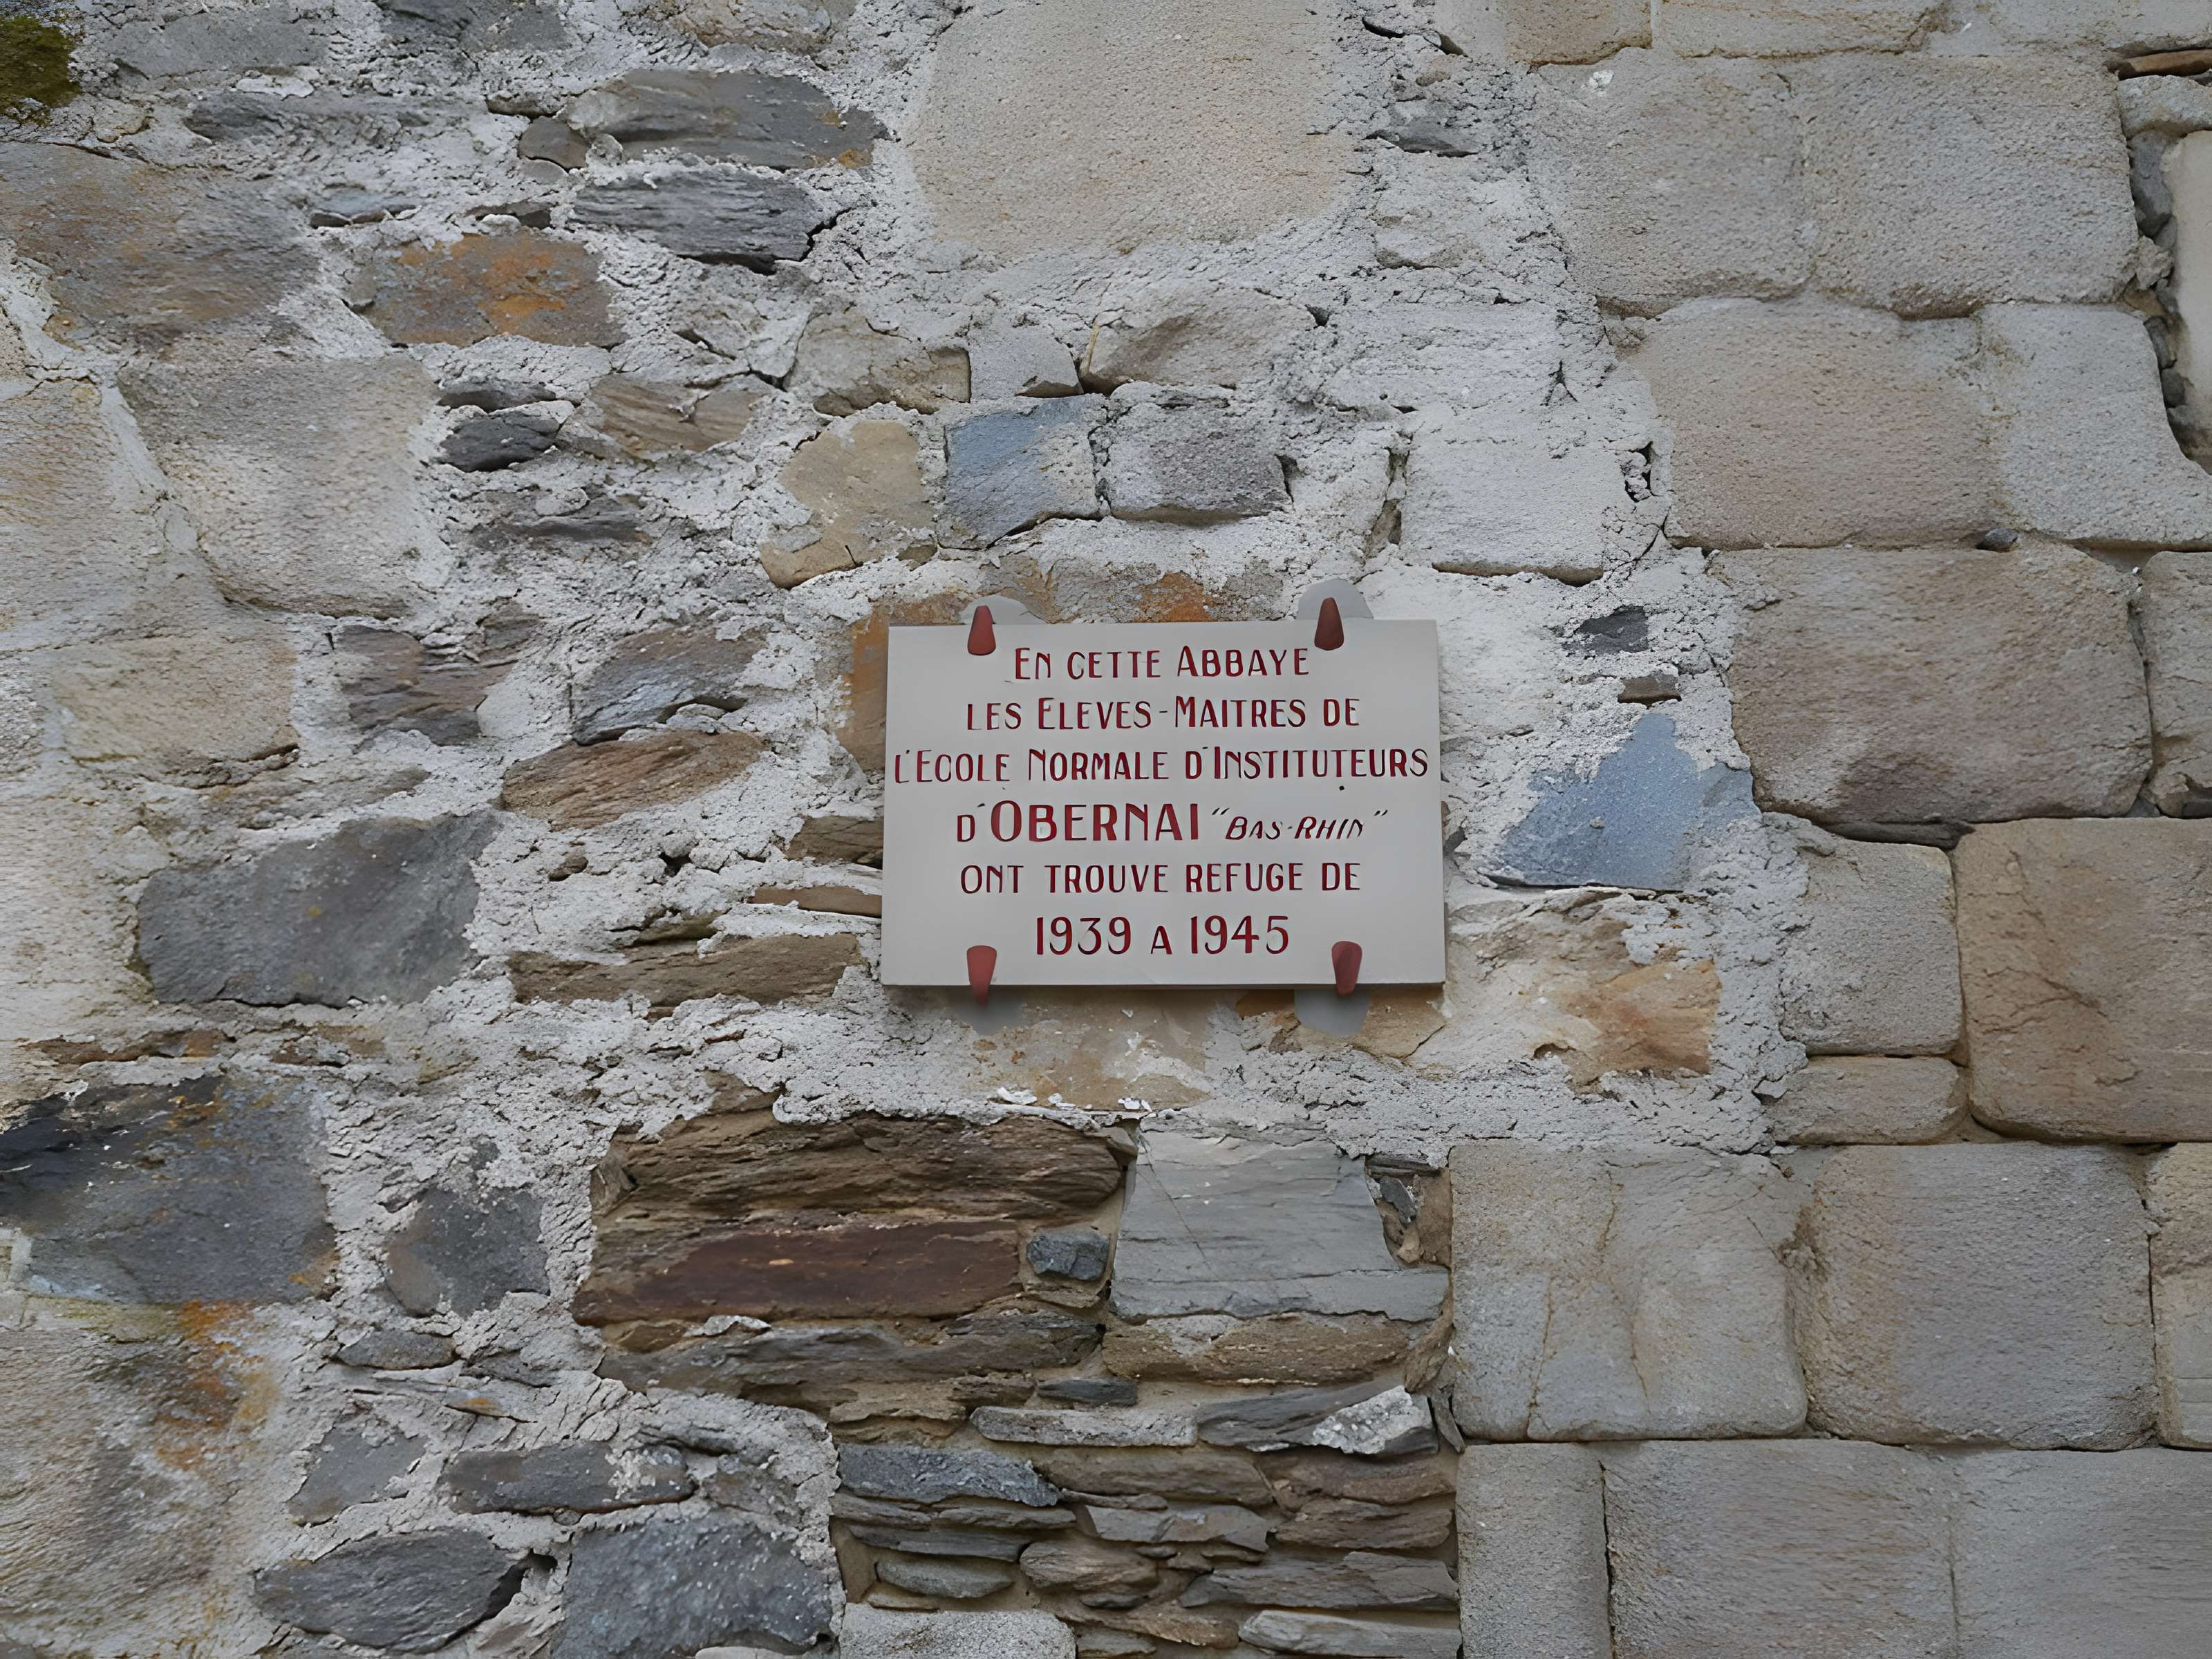 En cette Abbaye
les Eleves-Maitres de
l'Ecole Normale d'Instituteurs
d'OBERNAI "Bas-Rhin"
ont trouve refuge de
1939 a 1945